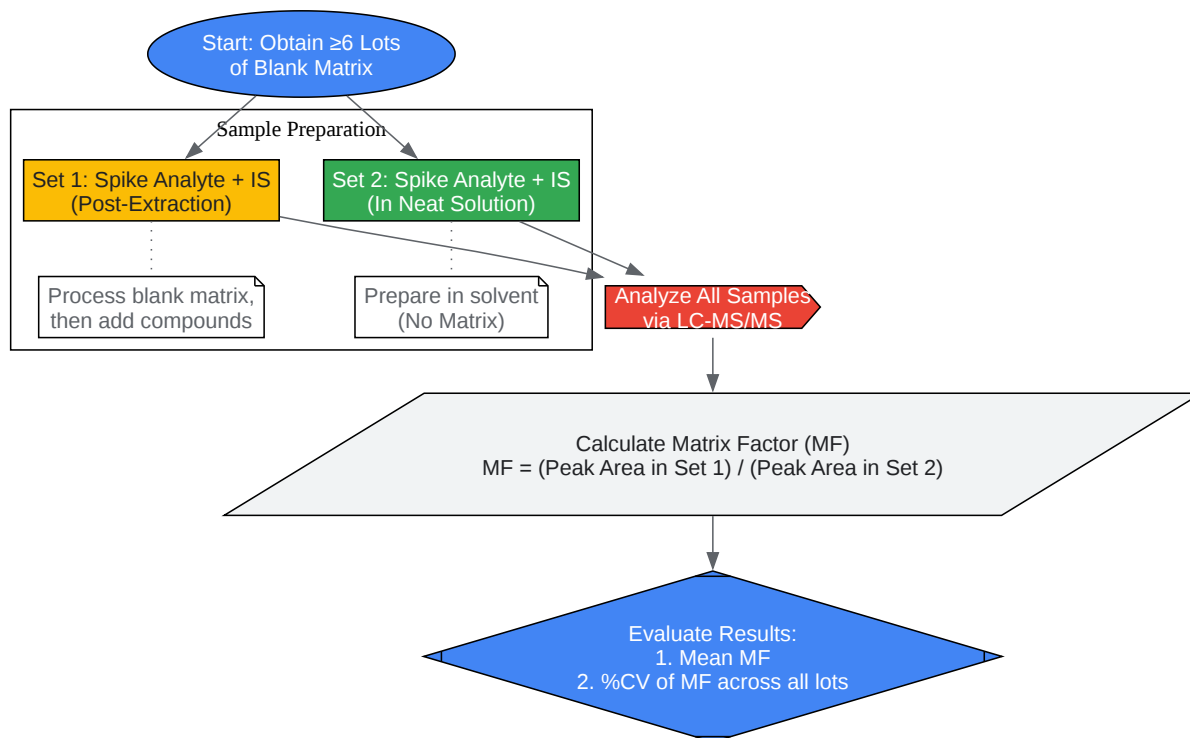 Start: Obtain ≥6 Lots
of Blank Matrix
Sample Preparation
Set 1: Spike Analyte + IS
(Post-Extraction)
Set 2: Spike Analyte + IS
(In Neat Solution)
Process blank matrix,
then add compounds
Prepare in solvent
(No Matrix)
Analyze All Samples
via LC-MS/MS
Calculate Matrix Factor (MF)
MF = (Peak Area in Set 1) / (Peak Area in Set 2)
Evaluate Results:
1. Mean MF
2. %CV of MF across all lots